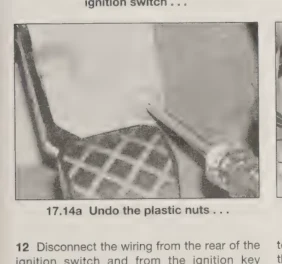 ignition switch . . .
17.14a Undo the plastic nuts . . .
12 Disconnect the wiring from the rear of the
ignition switch and from the ignition key